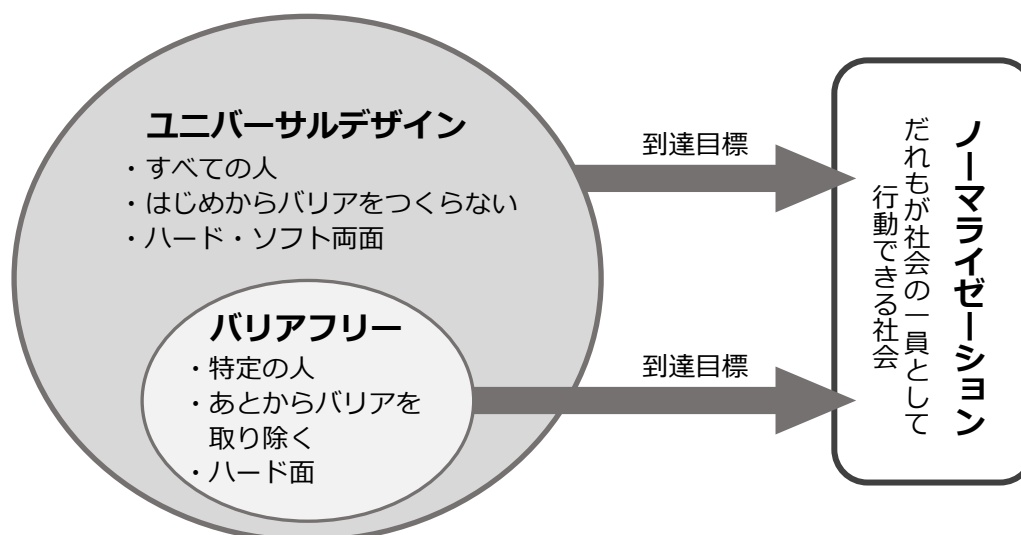 ユニバーサルデザイン
・すべての人
・はじめからバリアをつくらない
・ハード・ソフト両面
バリアフリー
・特定の人
・あとからバリアを
取り除く
・ハード面
到達目標
到達目標
ノーマライゼーション
だれもが社会の一員として
行動できる社会